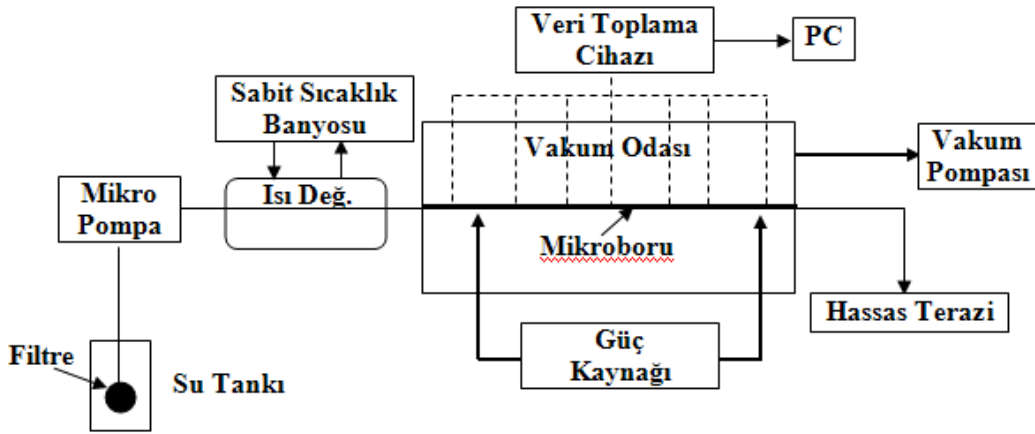 Veri Toplama
Cihazı
PC
Sabit Sıcaklık
Banyosu
Vakum Odası
Vakum
Pompası
Mikro
Pompa
Isı Değ.
Mikroboru
Hassas Terazi
Güç
Kaynağı
Filtre
Su Tankı